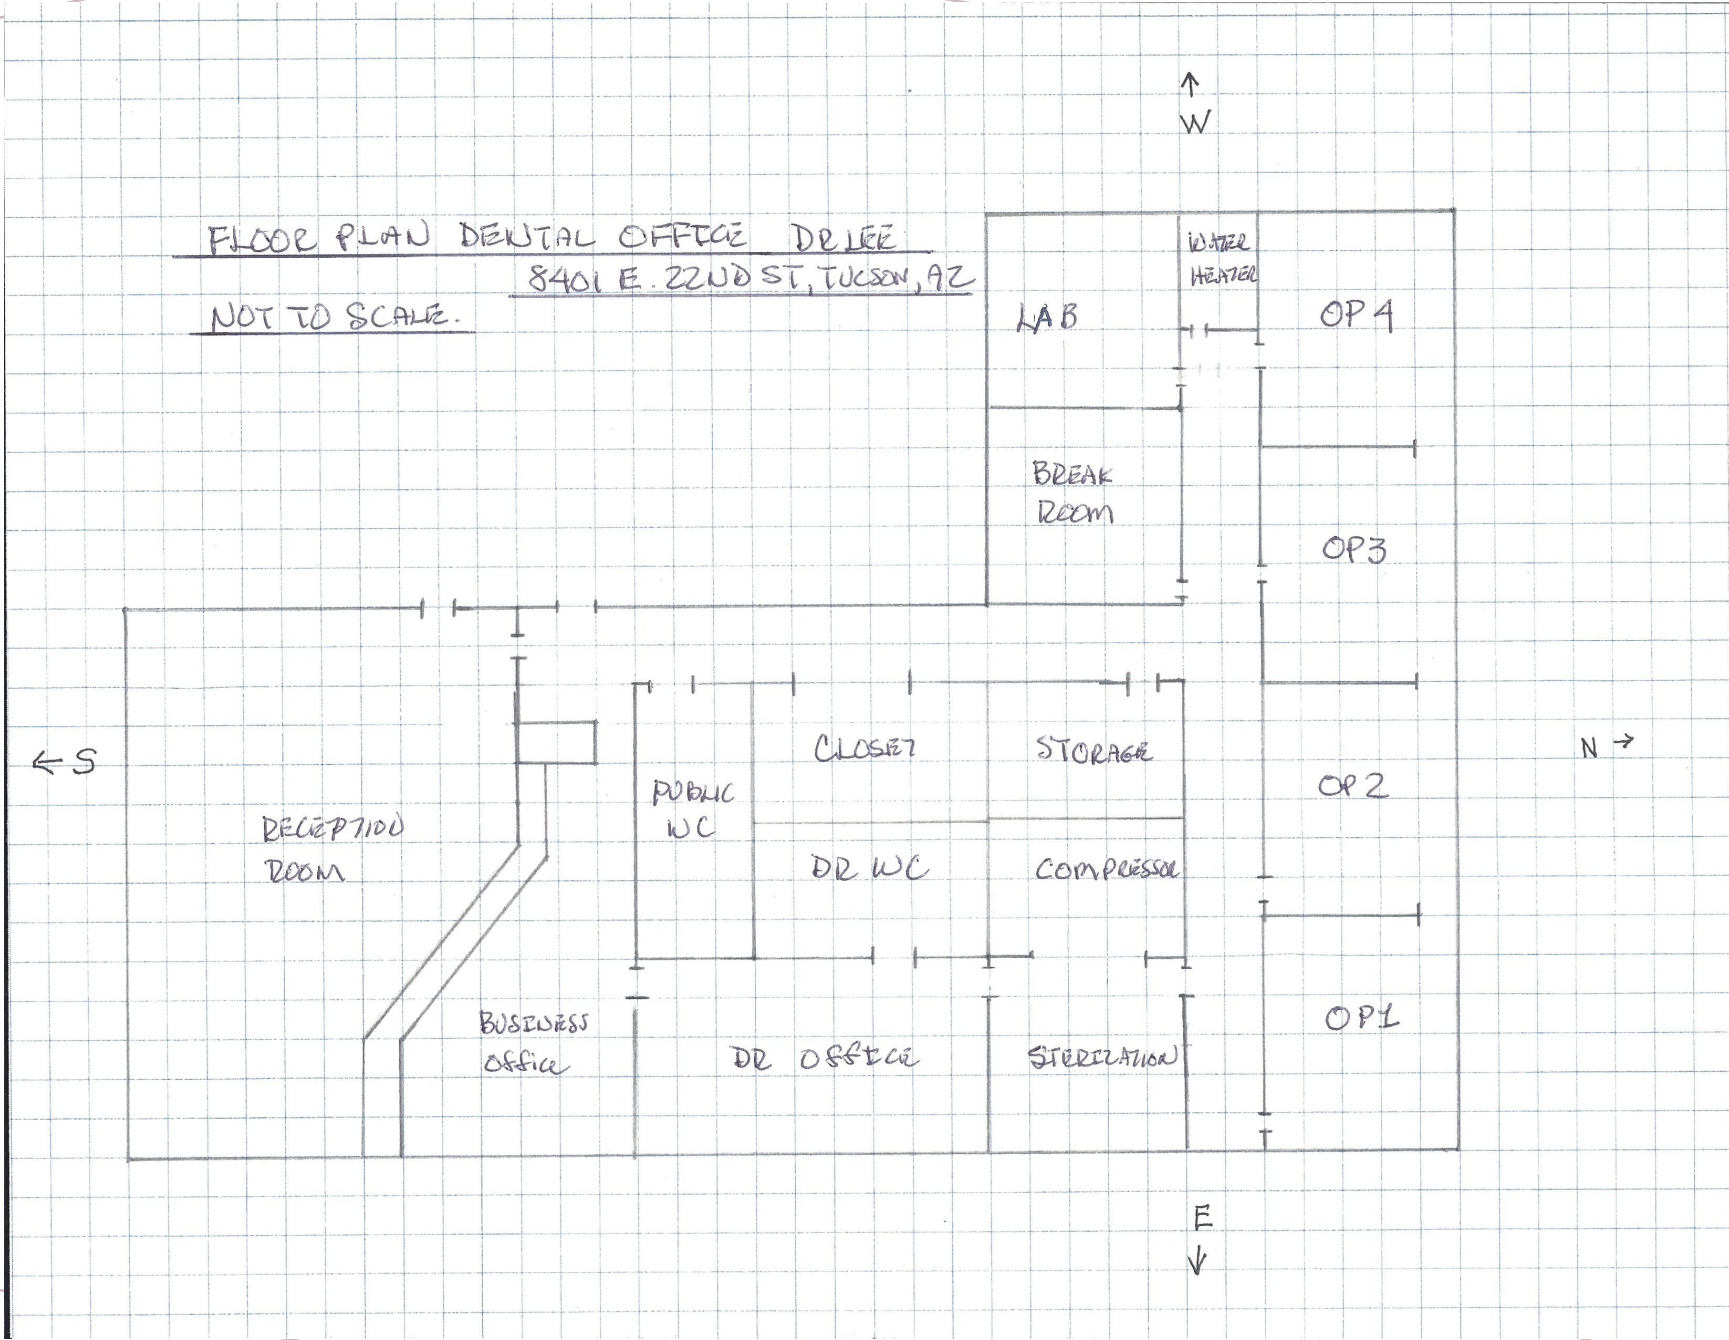 FLOOR PLAN DENTAL OFFICE DR LEE
8401 E. 22ND ST, TUCSON, AZ
NOT TO SCALE.
↑
W
WATER
HEATER
LAB
OP 4
BREAK
ROOM
OP3
← S
N →
CLOSET
STORAGE
OP 2
PUBLIC
WC
RECEPTION
ROOM
DR WC
COMPRESSOR
BUSINESS
OFFICE
DR OFFICE
STERIZATION
OP1
E
↓